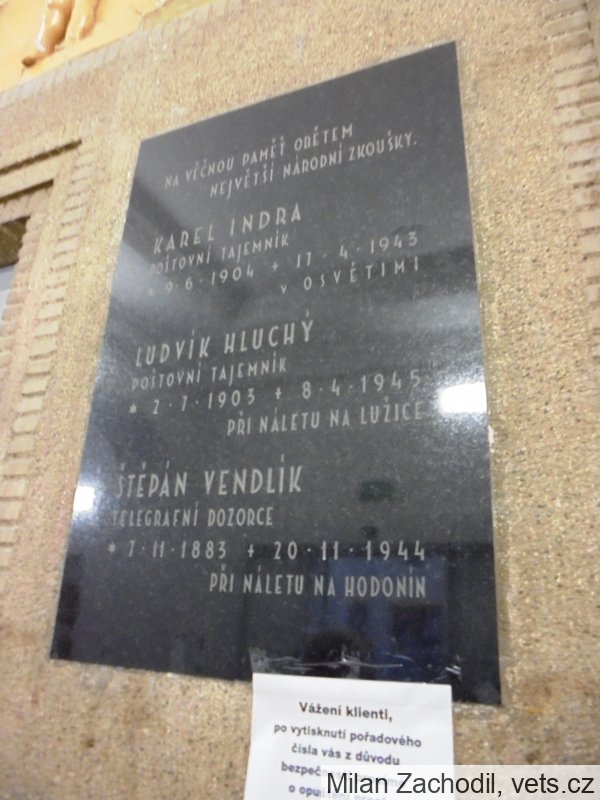 NA VĚČNOU PAMĚŤ OBĚTEM
NEJVĚTŠÍ NÁRODNÍ ZKOUŠKY.
KAREL INDRA
POŠTOVNÍ TAJEMNÍK
* 9·6·1904 + 17·4·1943
v OSVĚTIMI
LUDVÍK HLUCHÝ
POŠTOVNÍ TAJEMNÍK
* 2·7·1903 + 8·4·1945
PŘI NÁLETU NA LUŽICE
ŠTĚPÁN VENDLÍK
TELEGRAFNÍ DOZORCE
* 7·11·1883 + 20·11·1944
PŘI NÁLETU NA HODONÍN
Vážení klienti,
po vytisknutí pořadového
čísla vás z důvodu
o
Milan Zachodil, vets.cz